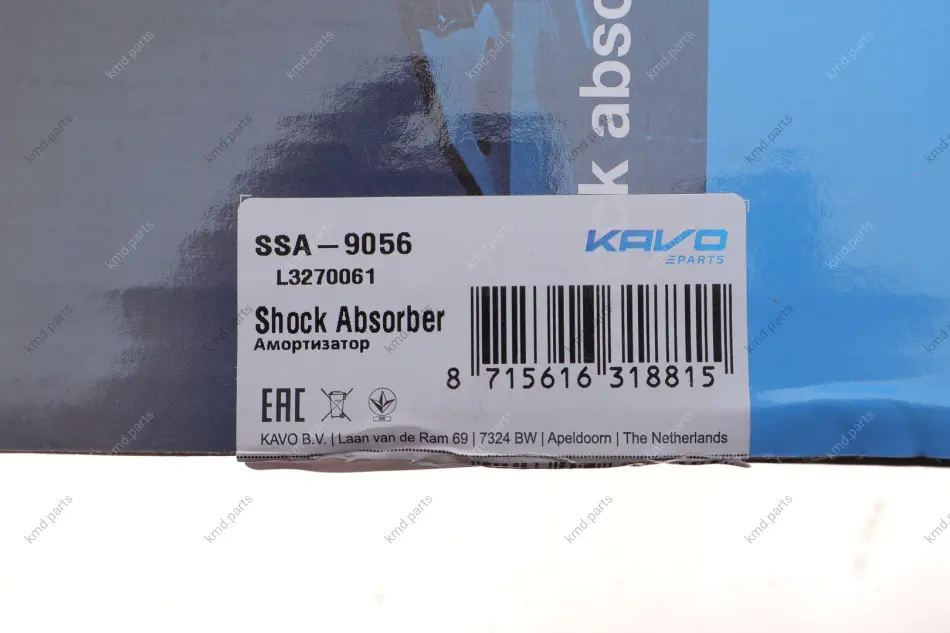 ck abso
SSA – 9056
L3270061
KAVO
PARTS
Shock Absorber
Амортизатор
8 715616 318815
EAC
KAVO B.V. | Laan van de Ram 69 | 7324 BW | Apeldoorn | The Netherlands
kmd.parts